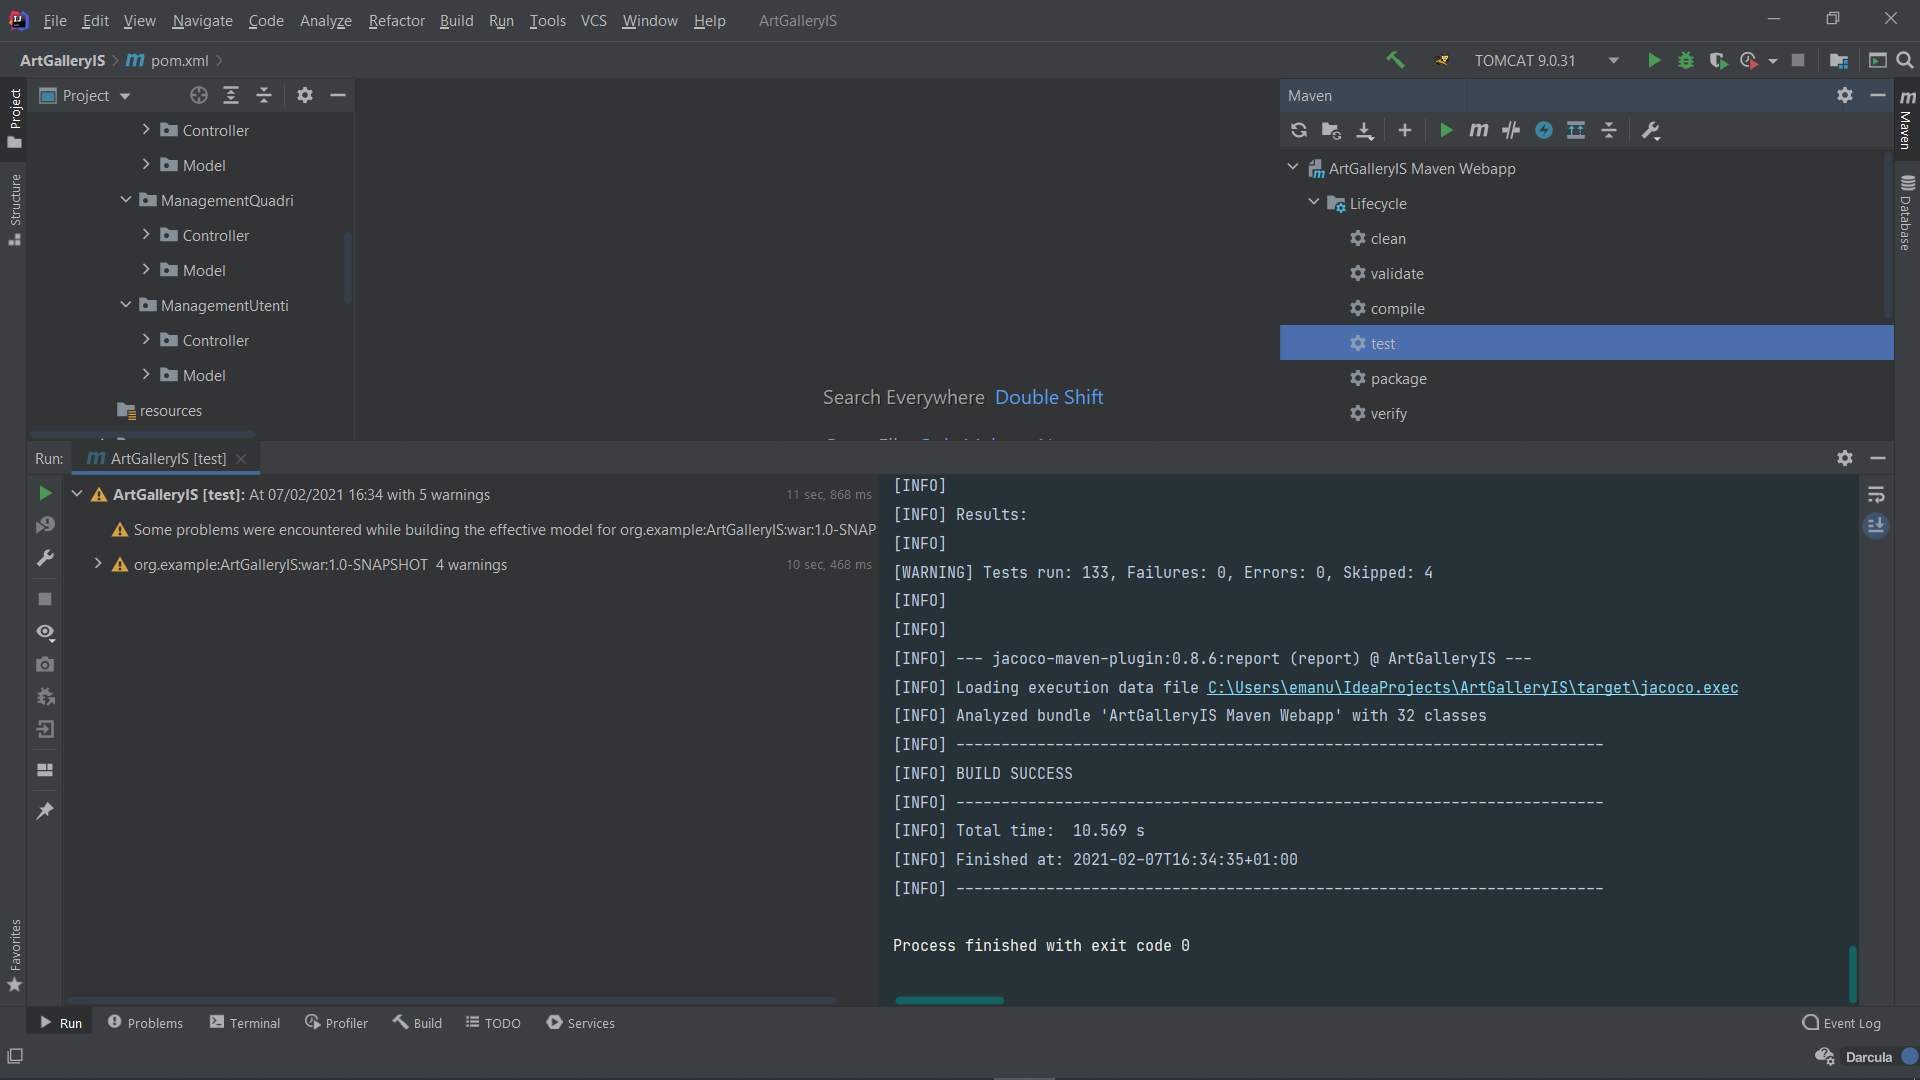 File Edit View Navigate Code Analyze Refactor Build Run Tools VCS Window Help ArtGalleryIS
ArtGalleryIS m pom.xml
TOMCAT 9.0.31
Project
Structure
Favorites
Project
Controller
Model
ManagementQuadri
Controller
Model
ManagementUtenti
Controller
Model
resources
Search Everywhere Double Shift
Maven
ArtGalleryIS Maven Webapp
Lifecycle
clean
validate
compile
test
package
verify
m Maven
Database
Run: m ArtGalleryIS [test]
ArtGalleryIS [test]: At 07/02/2021 16:34 with 5 warnings 11 sec, 868 ms
Some problems were encountered while building the effective model for org.example:ArtGalleryIS:war:1.0-SNAP
org.example:ArtGalleryIS:war:1.0-SNAPSHOT 4 warnings 10 sec, 468 ms
[INFO]
[INFO] Results:
[INFO]
[WARNING] Tests run: 133, Failures: 0, Errors: 0, Skipped: 4
[INFO]
[INFO]
[INFO] --- jacoco-maven-plugin:0.8.6:report (report) @ ArtGalleryIS ---
[INFO] Loading execution data file C:\Users\emanu\IdeaProjects\ArtGalleryIS\target\jacoco.exec
[INFO] Analyzed bundle 'ArtGalleryIS Maven Webapp' with 32 classes
[INFO] ------------------------------------------------------------------------
[INFO] BUILD SUCCESS
[INFO] ------------------------------------------------------------------------
[INFO] Total time:  10.569 s
[INFO] Finished at: 2021-02-07T16:34:35+01:00
[INFO] ------------------------------------------------------------------------
Process finished with exit code 0
Run Problems Terminal Profiler Build TODO Services Event Log
Darcula